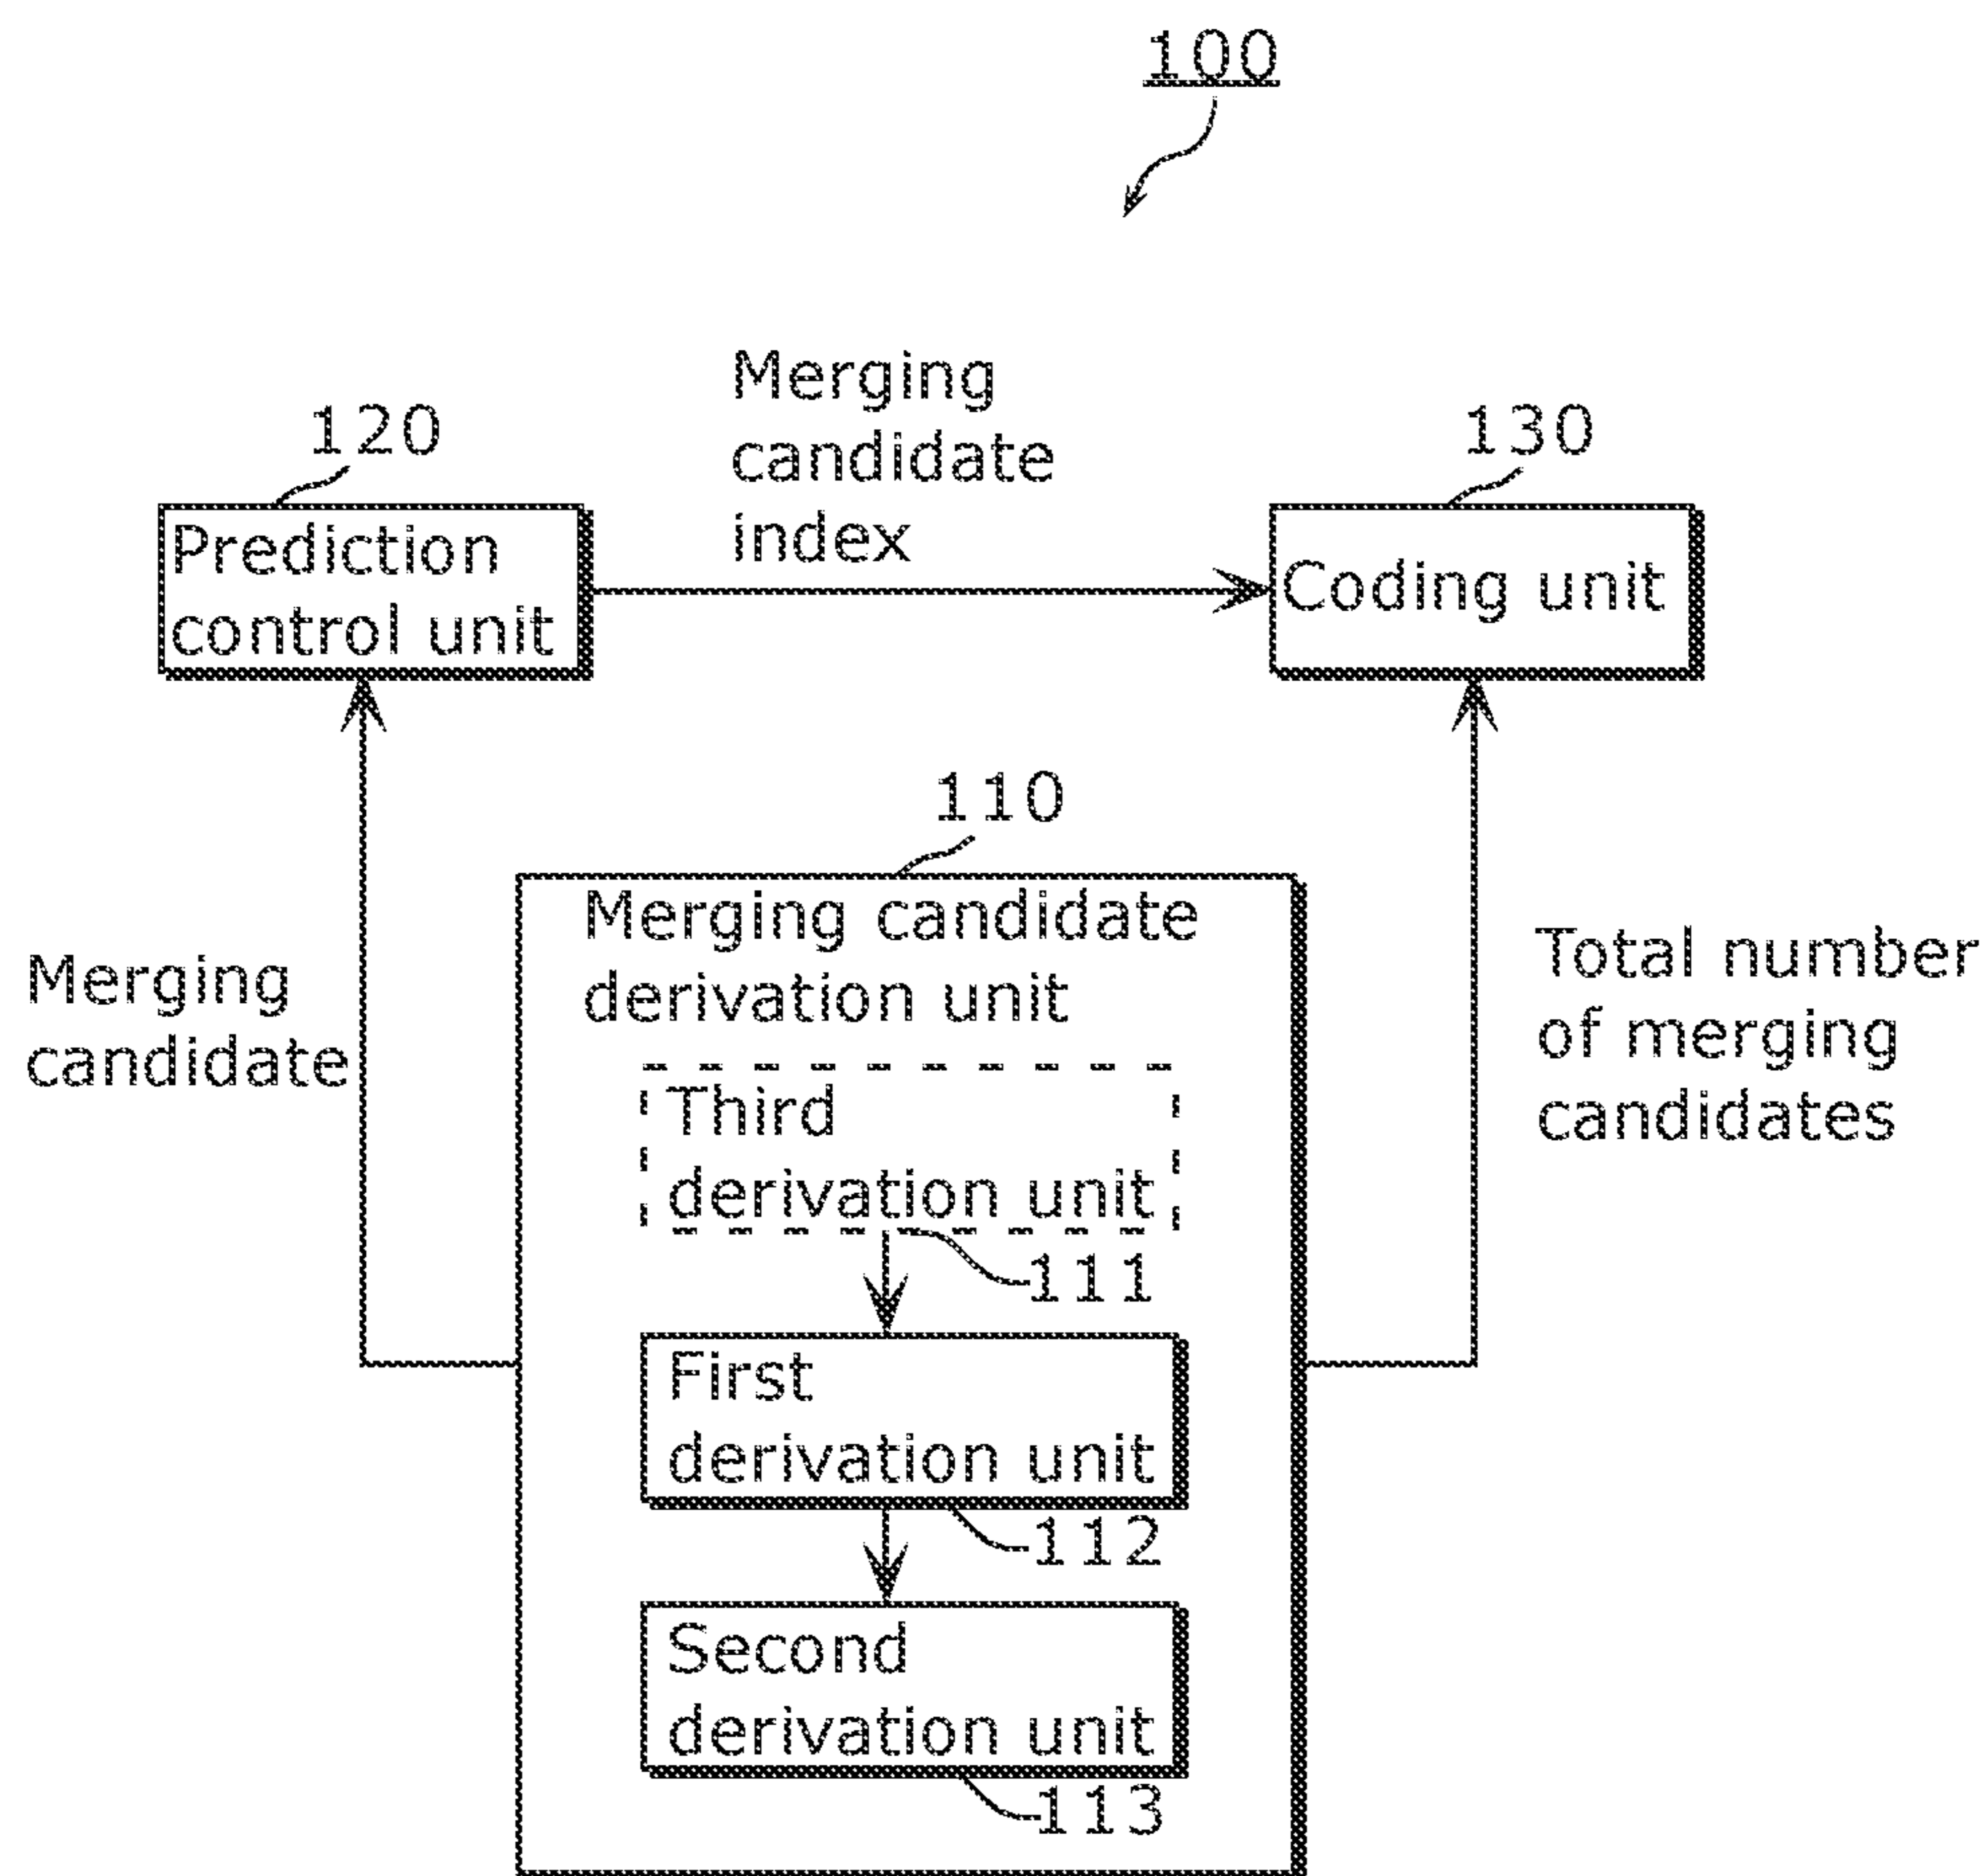 100
Merging
candidate
index
120
130
Prediction
control unit
Coding unit
110
Merging candidate
derivation unit
Merging
candidate
Total number
of merging
candidates
Third
derivation unit
111
First
derivation unit
112
Second
derivation unit
113